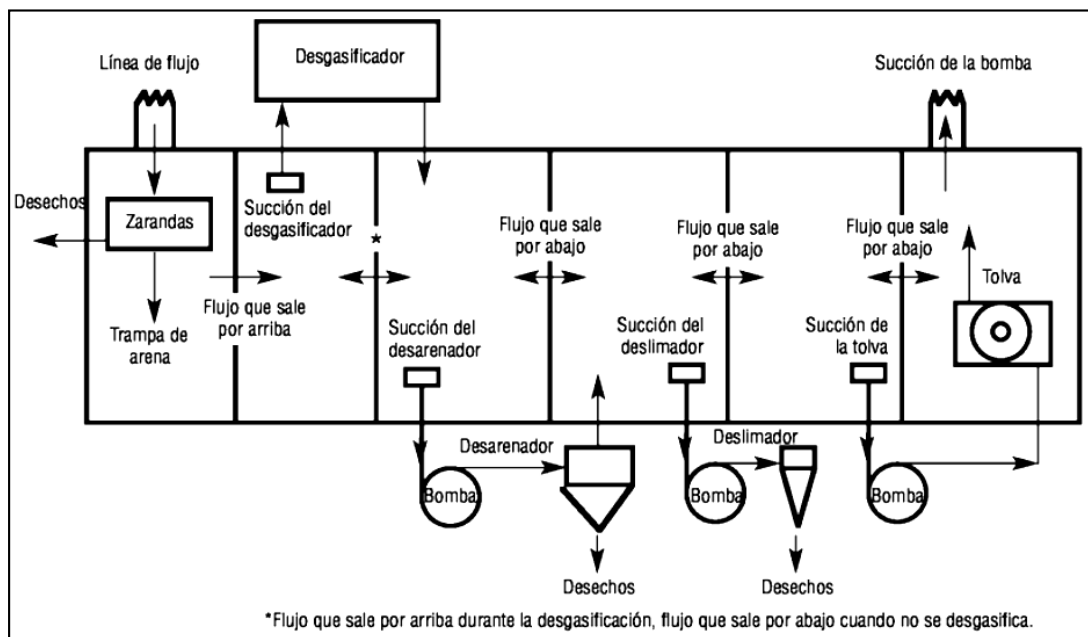 Línea de flujo
Desgasificador
Succión de la bomba
Desechos
Zarandas
Succión del
desgasificador
*
Flujo que sale
por abajo
Flujo que sale
por abajo
Flujo que sale
por abajo
Flujo que sale
por arriba
Trampa de
arena
Tolva
Succión del
desarenador
Succión del
deslimador
Succión de
la tolva
Desarenador
Deslimador
Bomba
Bomba
Bomba
Desechos
Desechos
*Flujo que sale por arriba durante la desgasificación, flujo que sale por abajo cuando no se desgasifica.